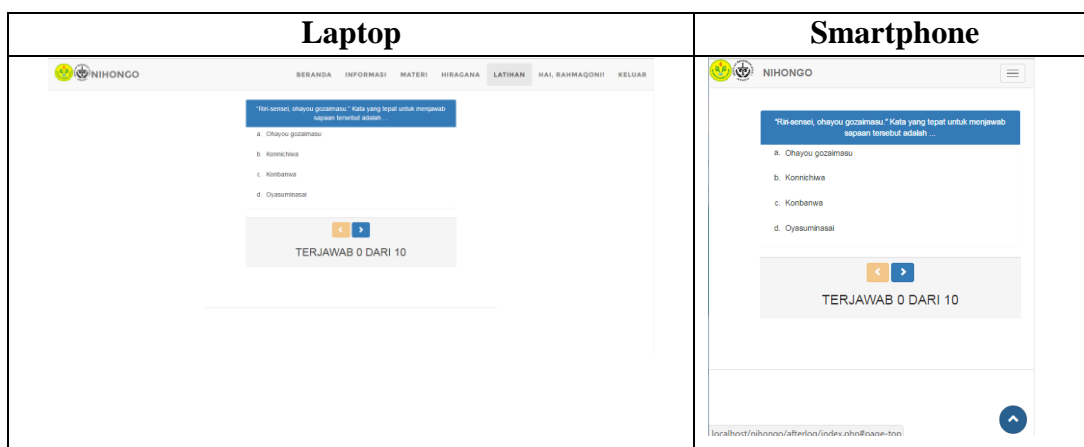 Laptop
Smartphone
NIHONGO
BERANDA INFORMASI MATERI HIRAGANA LATIHAN HAI, RAHMAQONI! KELUAR
"Riri-sensei, ohayou gozaimasu." Kata yang tepat untuk menjawab
sapaan tersebut adalah ...
a. Ohayou gozaimasu
b. Konnichiwa
c. Konbanwa
d. Oyasuminasai
TERJAWAB 0 DARI 10
NIHONGO
"Riri-sensei, ohayou gozaimasu." Kata yang tepat untuk menjawab
sapaan tersebut adalah ...
a. Ohayou gozaimasu
b. Konnichiwa
c. Konbanwa
d. Oyasuminasai
TERJAWAB 0 DARI 10
localhost/nihongo/afterlog/index.php#page-top